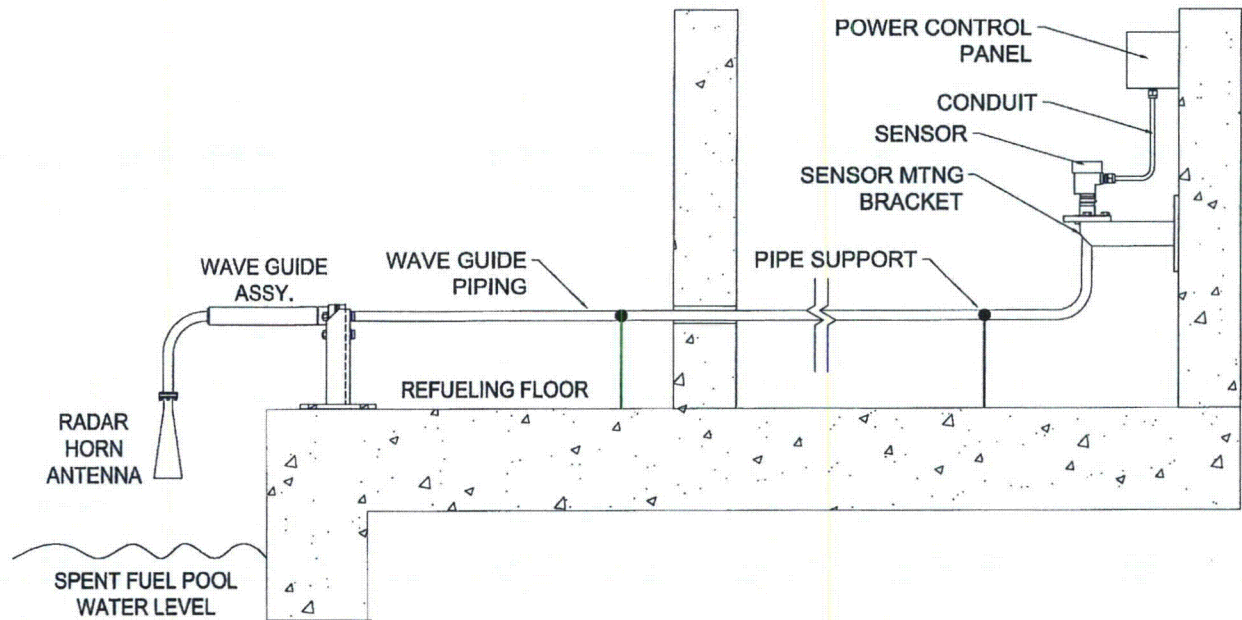 POWER CONTROL
PANEL
CONDUIT
SENSOR
SENSOR MTNG
BRACKET
WAVE GUIDE
ASSY.
WAVE GUIDE
PIPING
PIPE SUPPORT
REFUELING FLOOR
RADAR
HORN
ANTENNA
SPENT FUEL POOL
WATER LEVEL